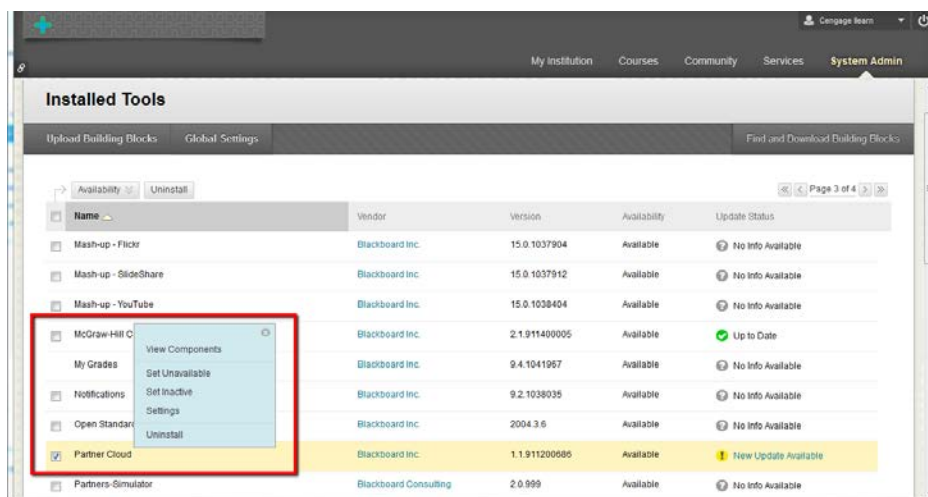 Cengage Ilearn
My Institution Courses Community Services System Admin
Installed Tools
Upload Building Blocks Global Settings Find and Download Building Blocks
Availability Uninstall Page 3 of 4
Name Vendor Version Availability Update Status
Mash-up - Flickr Blackboard Inc. 15.0.1037904 Available No Info Available
Mash-up - SlideShare Blackboard Inc. 15.0.1037912 Available No Info Available
Mash-up - YouTube Blackboard Inc. 15.0.1038404 Available No Info Available
McGraw-Hill C Blackboard Inc. 2.1.911400005 Available Up to Date
View Components
My Grades Blackboard Inc. 9.4.1041967 Available No Info Available
Set Unavailable
Notifications Set Inactive Blackboard Inc. 9.2.1038035 Available No Info Available
Settings
Open Standar Blackboard Inc. 2004.3.6 Available No Info Available
Uninstall
Partner Cloud Blackboard Inc. 1.1.911200686 Available New Update Available
Partners-Simulator Blackboard Consulting 2.0.999 Available No Info Available